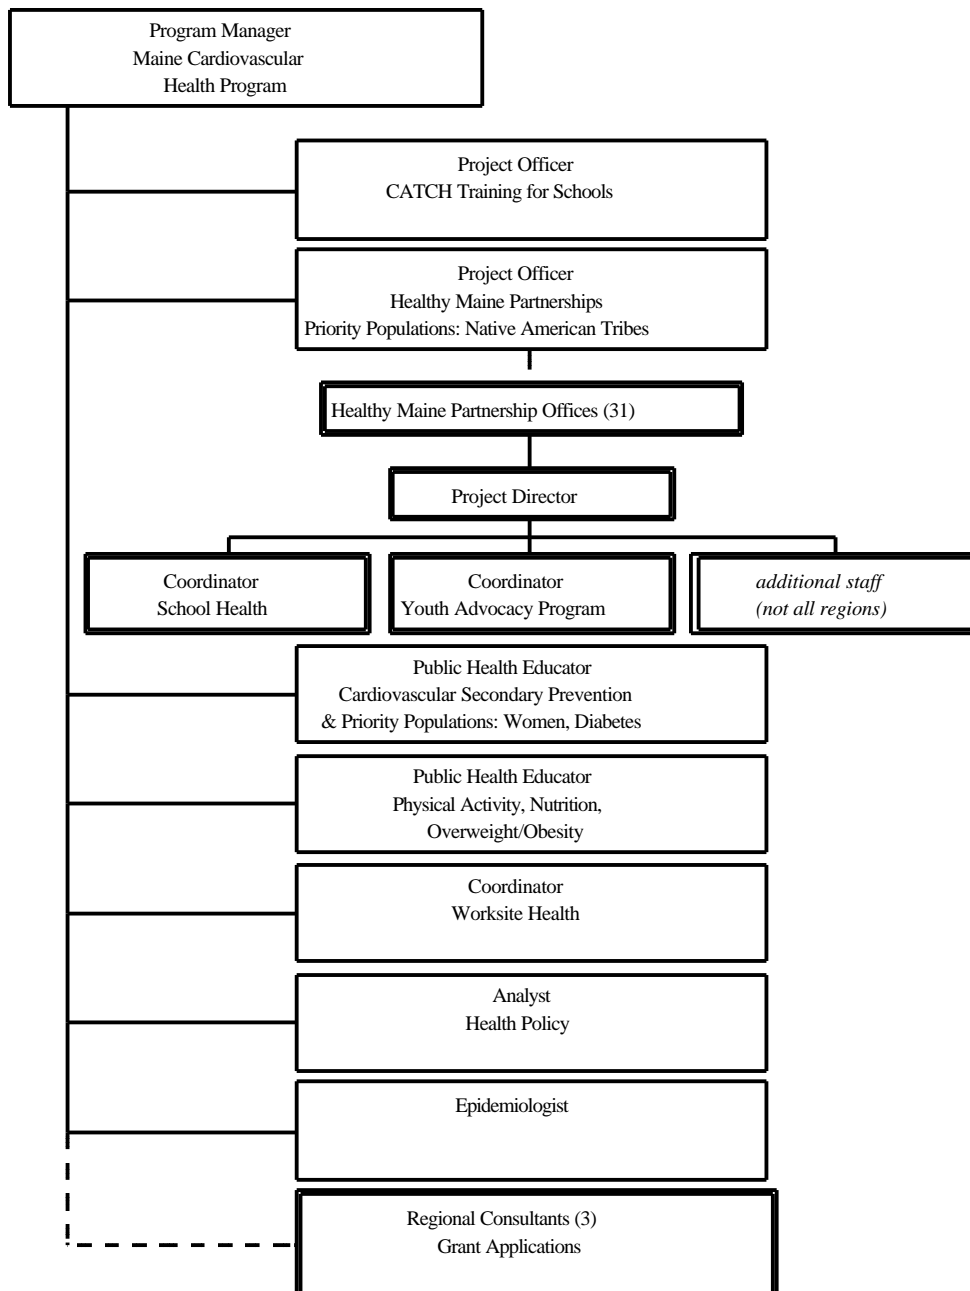 Program Manager
Maine Cardiovascular
Health Program
Project Officer
CATCH Training for Schools
Project Officer
Healthy Maine Partnerships
Priority Populations: Native American Tribes
Healthy Maine Partnership Offices (31)
Project Director
Coordinator
School Health
Coordinator
Youth Advocacy Program
additional staff
(not all regions)
Public Health Educator
Cardiovascular Secondary Prevention
& Priority Populations: Women, Diabetes
Public Health Educator
Physical Activity, Nutrition,
Overweight/Obesity
Coordinator
Worksite Health
Analyst
Health Policy
Epidemiologist
Regional Consultants (3)
Grant Applications